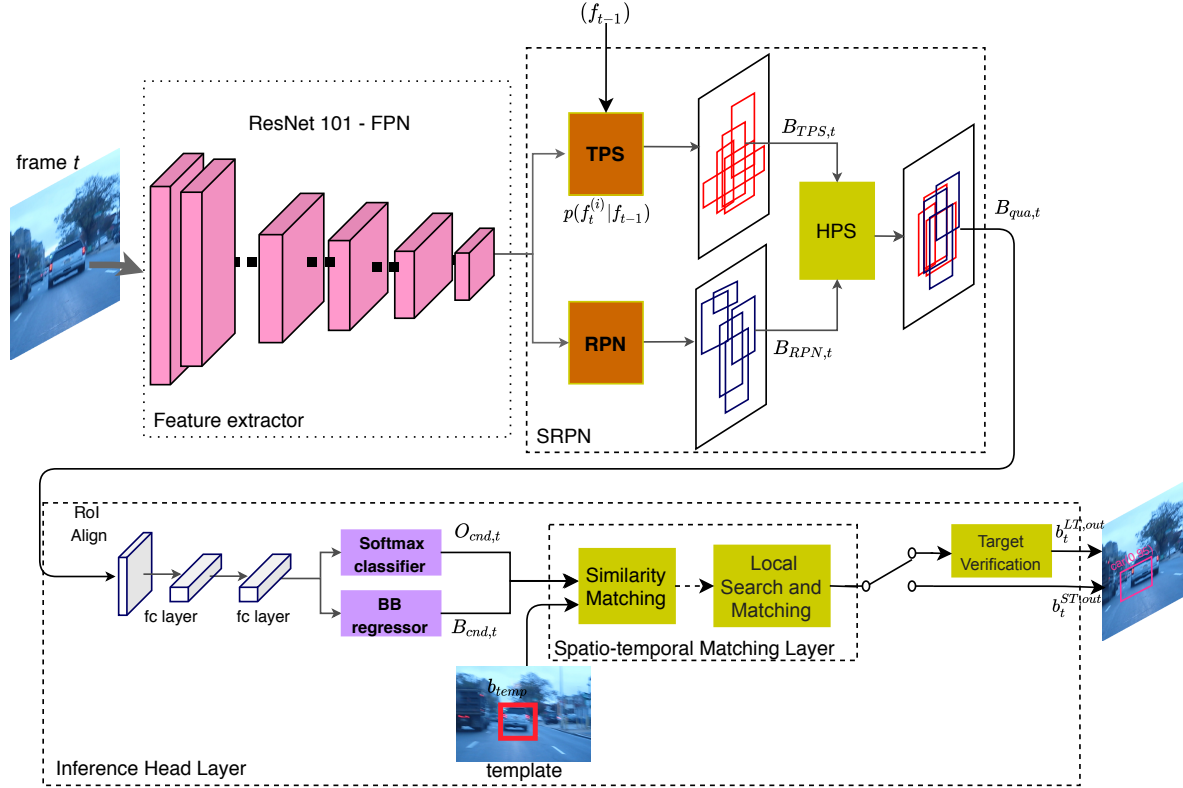 (f_{t-1})
ResNet 101 - FPN
frame t
TPS
p(f_t^{(i)}|f_{t-1})
B_{TPS,t}
HPS
B_{qua,t}
RPN
B_{RPN,t}
Feature extractor
SRPN
RoI
Align
fc layer
fc layer
Softmax
classifier
BB
regressor
O_{cnd,t}
B_{cnd,t}
Similarity
Matching
Local
Search and
Matching
Spatio-temporal Matching Layer
Target
Verification
b_t^{LT,out}
b_t^{ST,out}
b_{temp}
template
Inference Head Layer